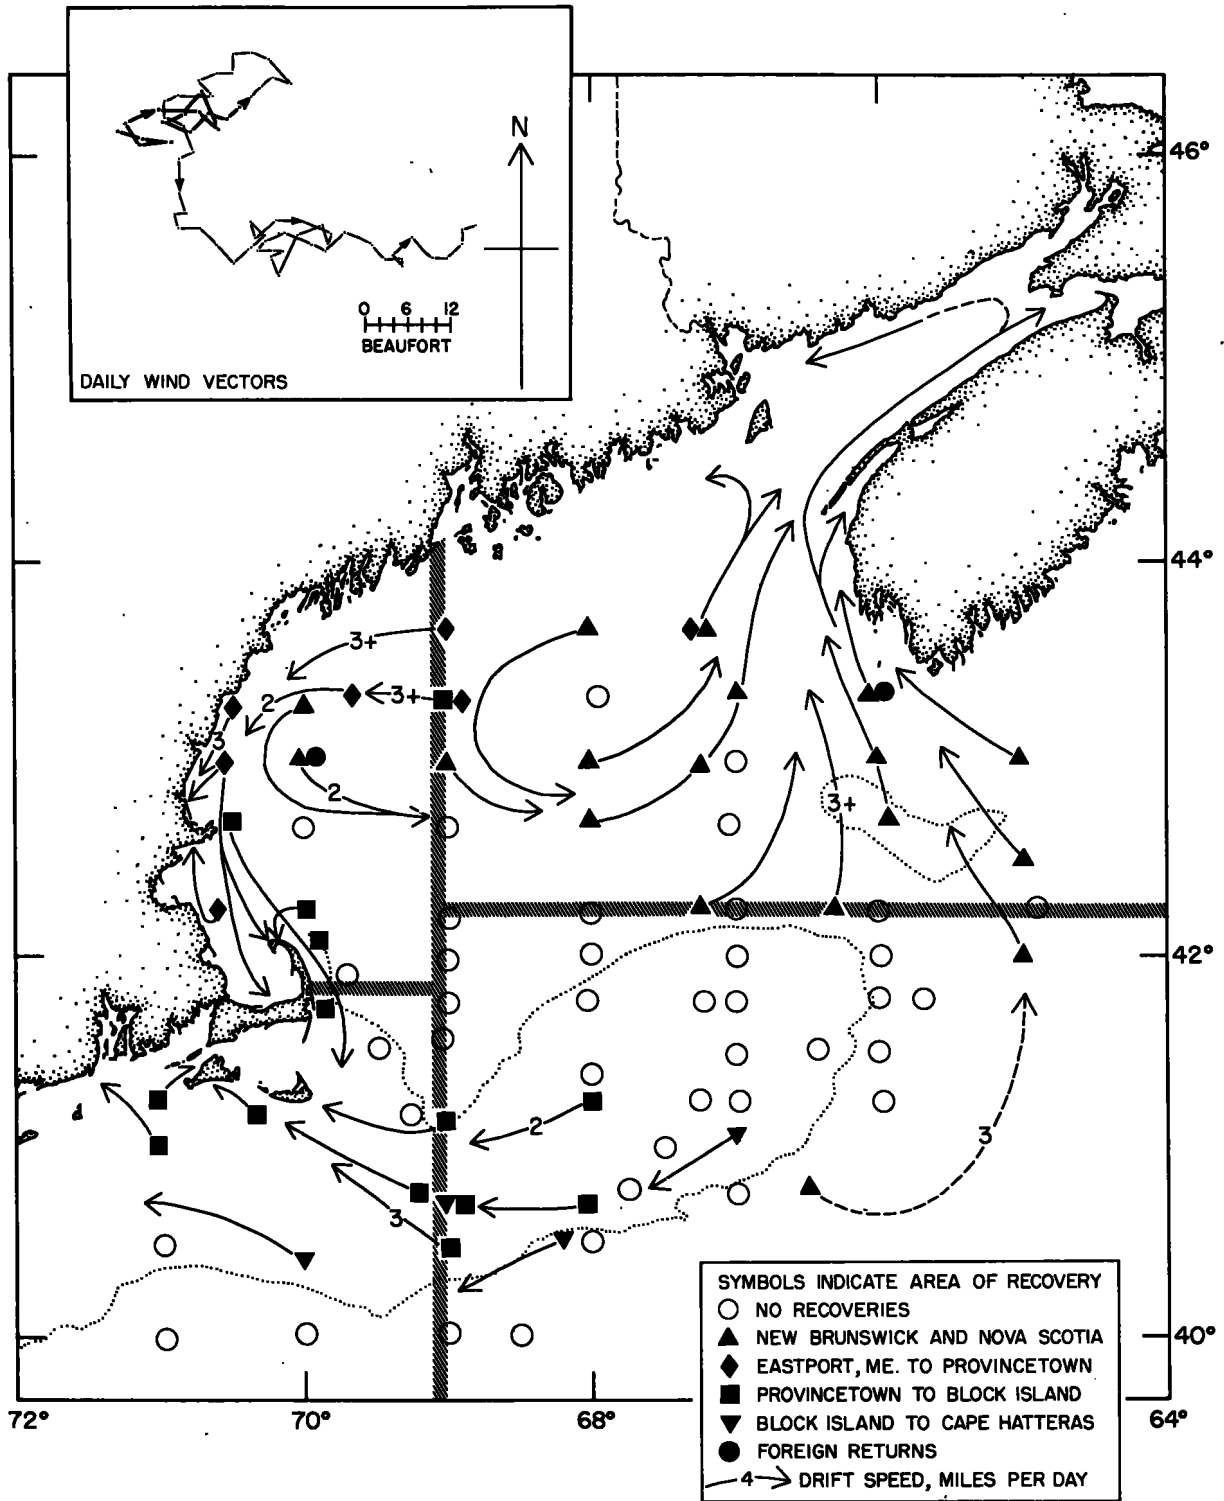 N
0 6 12
BEAUFORT
DAILY WIND VECTORS
46°
44°
3+
2
3+
3
2
3+
42°
2
3
3
SYMBOLS INDICATE AREA OF RECOVERY
NO RECOVERIES
NEW BRUNSWICK AND NOVA SCOTIA
EASTPORT, ME. TO PROVINCETOWN
PROVINCETOWN TO BLOCK ISLAND
BLOCK ISLAND TO CAPE HATTERAS
FOREIGN RETURNS
4 DRIFT SPEED, MILES PER DAY
40°
72° 70° 68° 64°